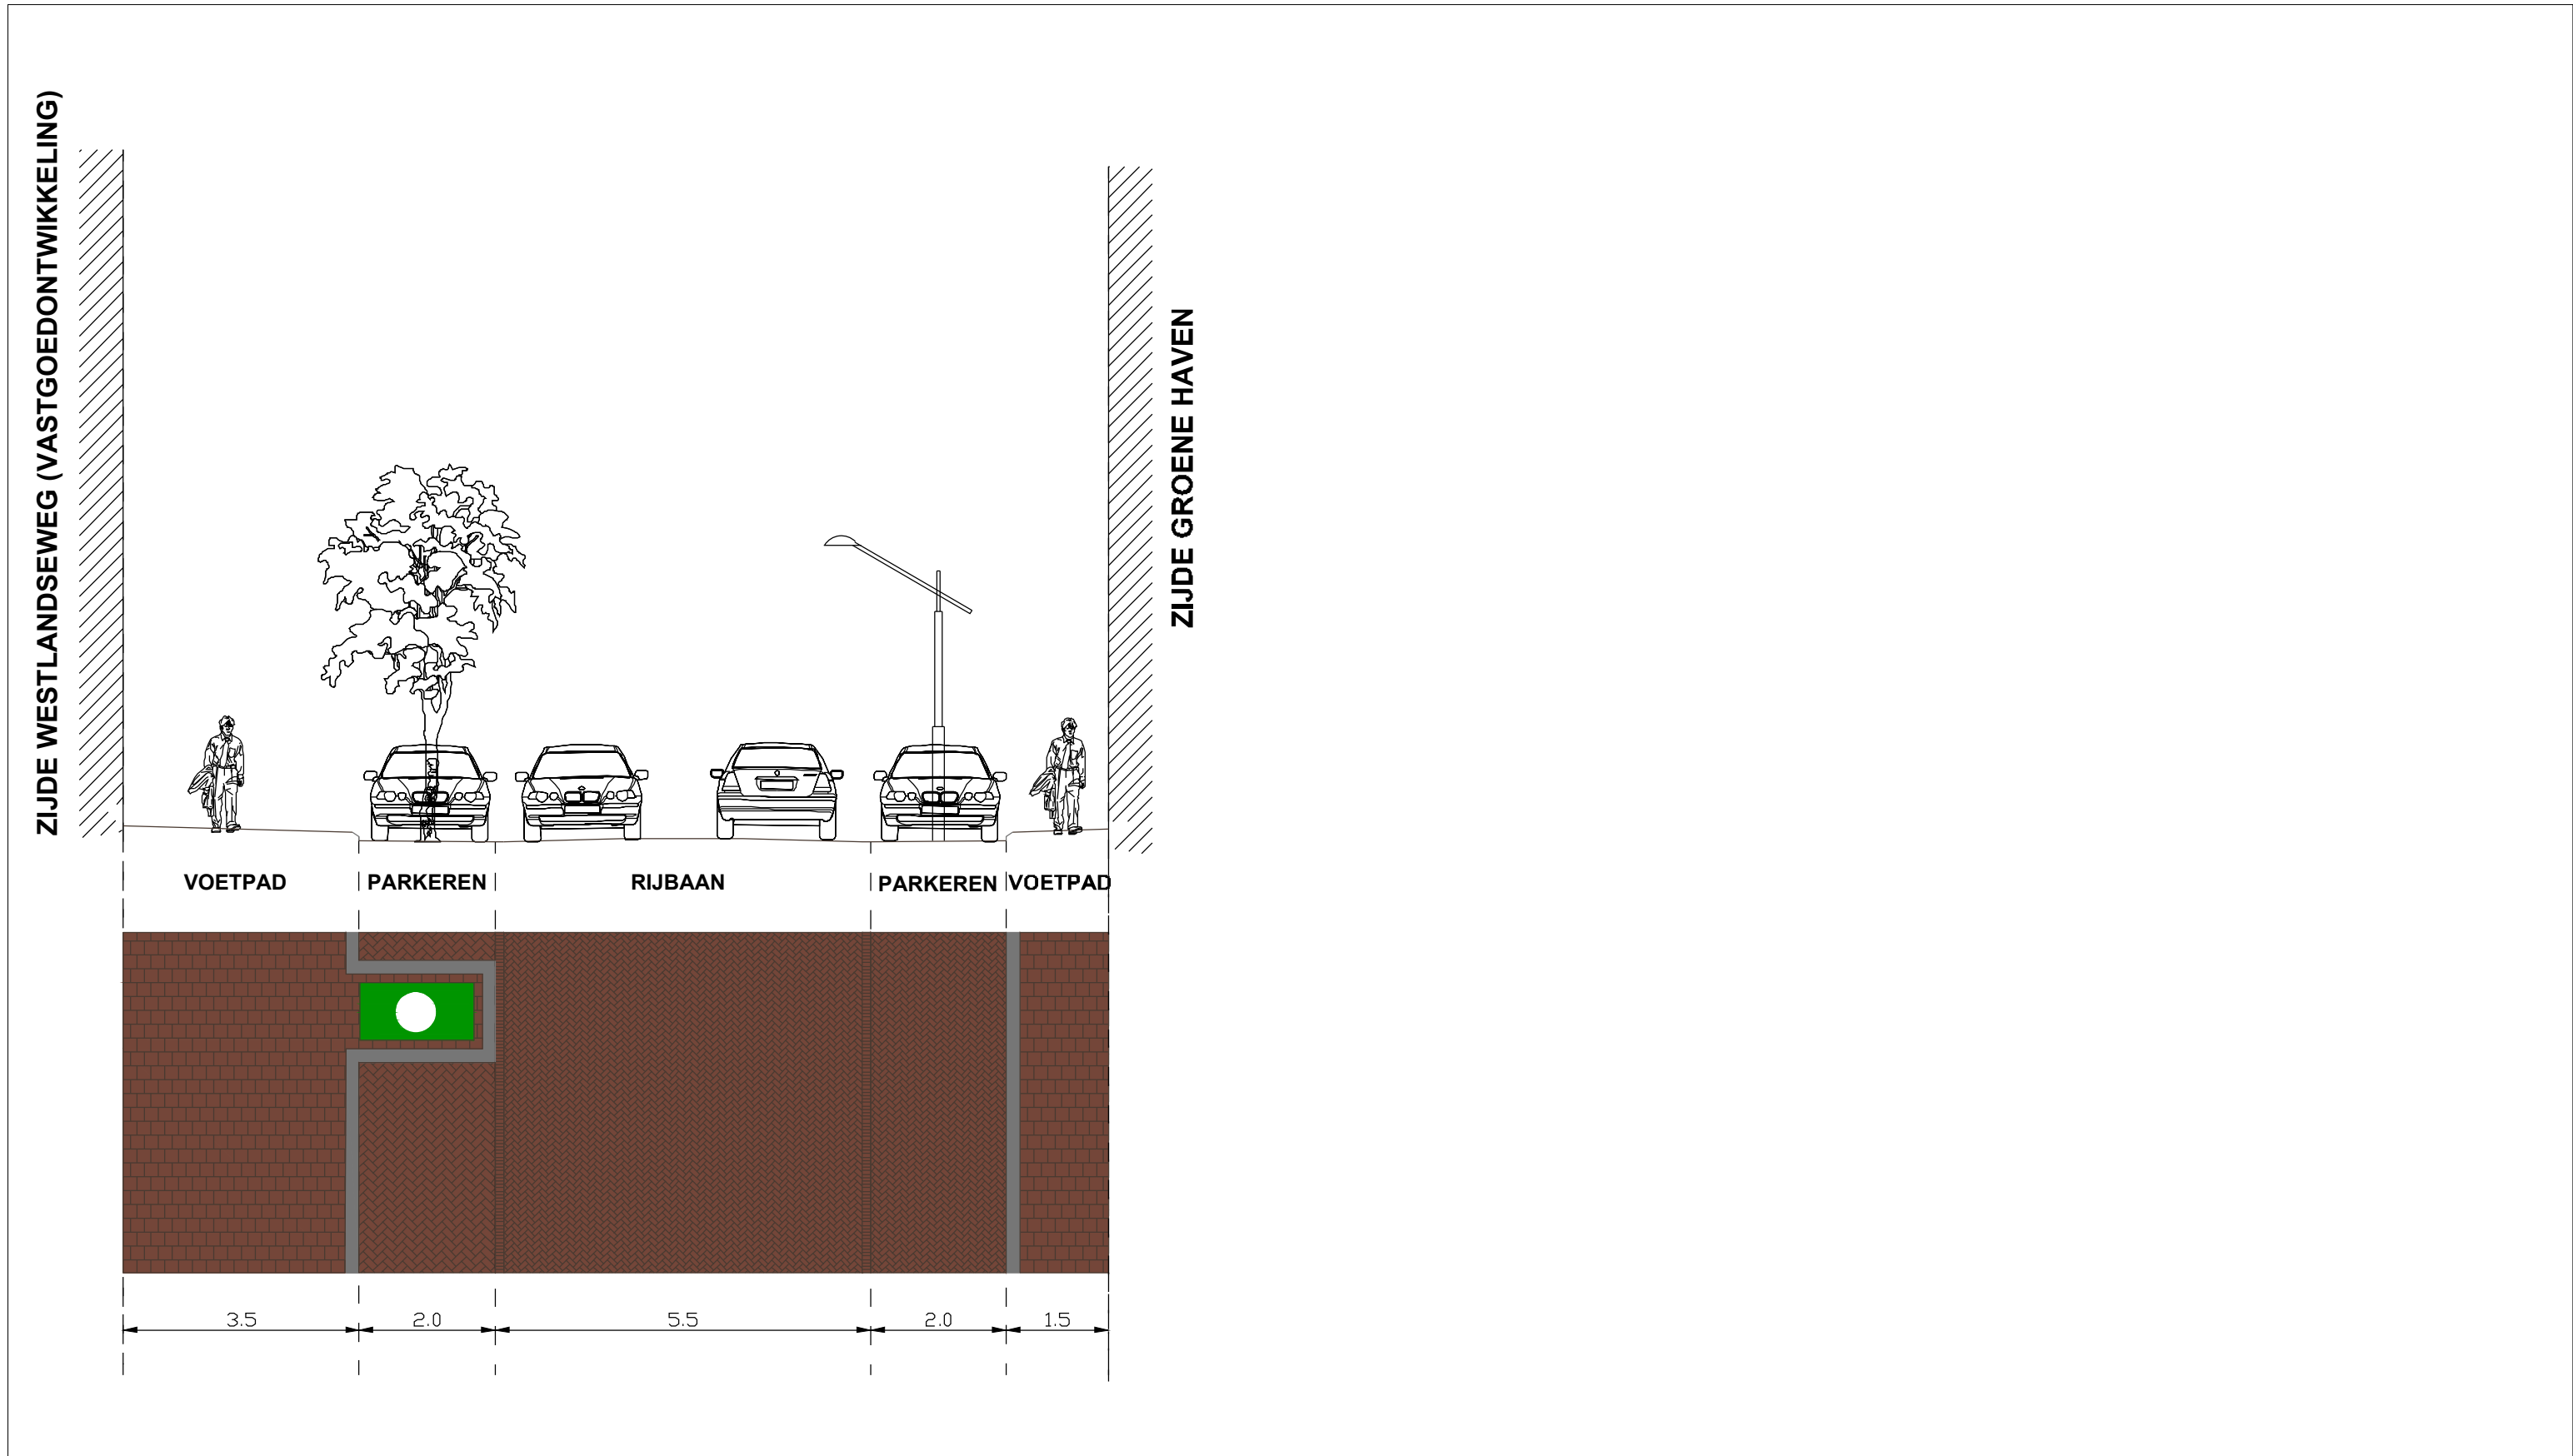 ZIJDE WESTLANDSEWEG (VASTGOEDONTWIKKELING)
ZIJDE GROENE HAVEN
VOETPAD PARKEREN RIJBAAN PARKEREN VOETPAD
3.5 2.0 5.5 2.0 1.5